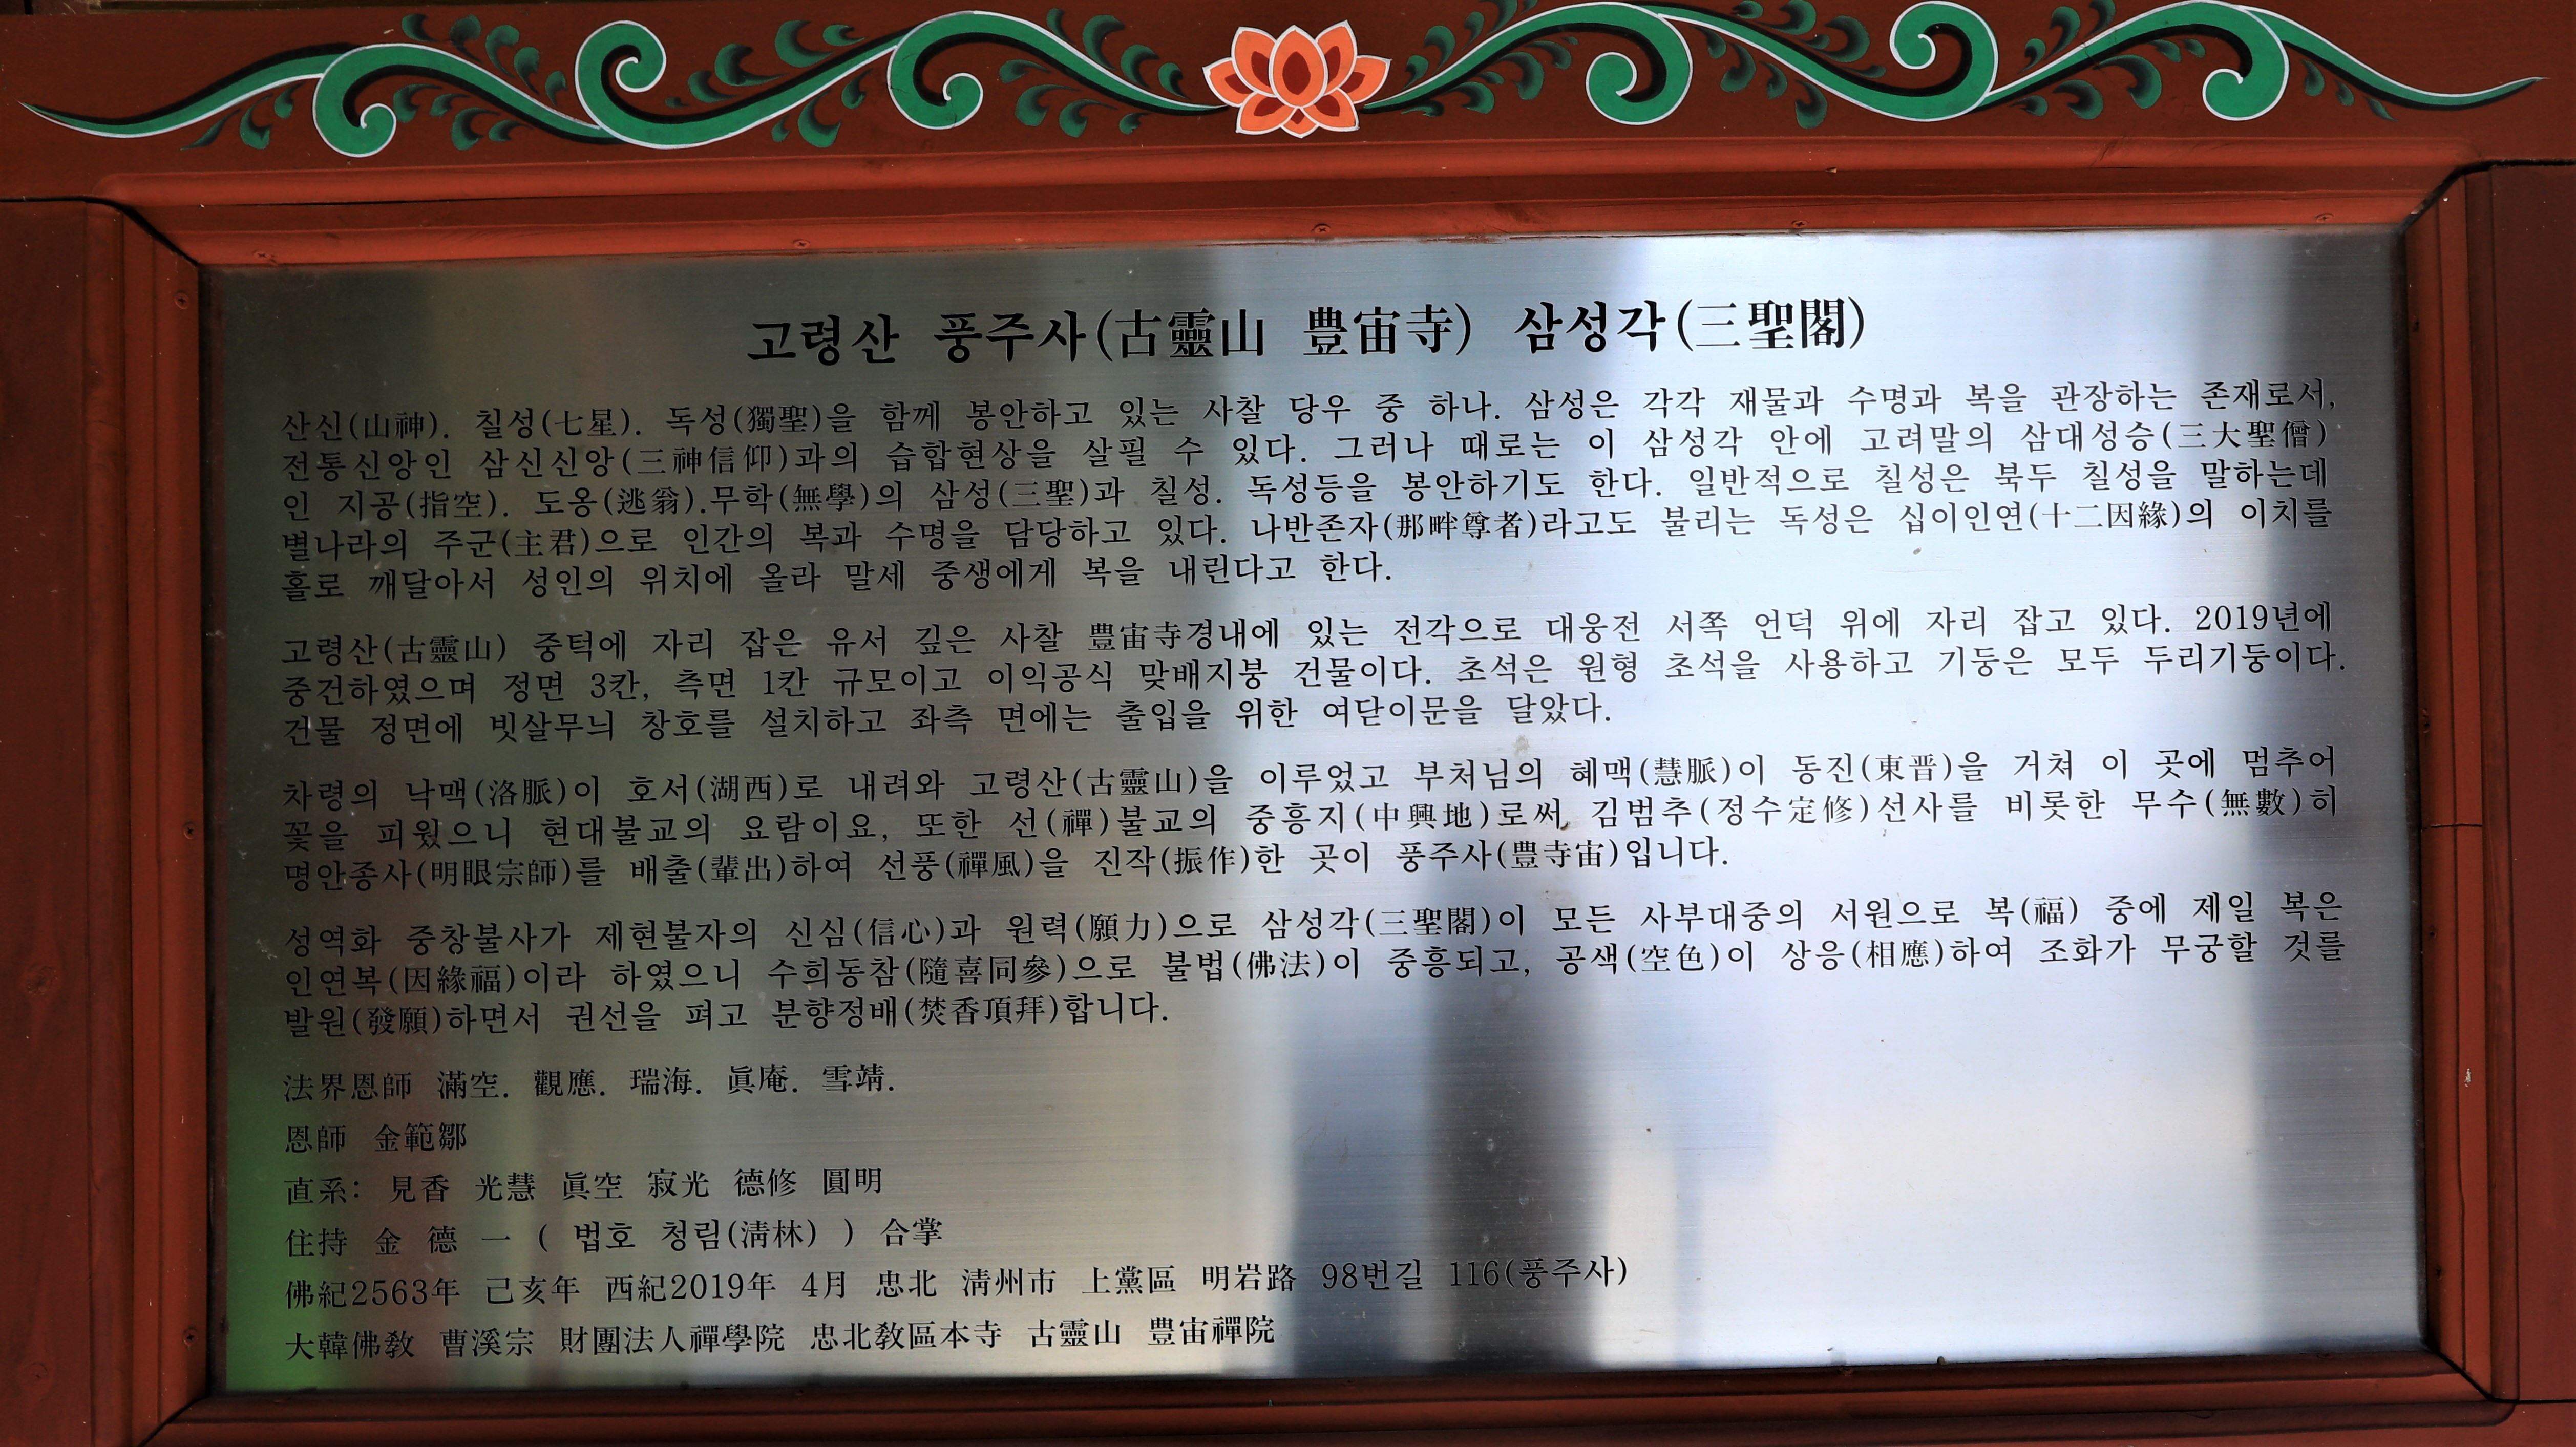 고령산 풍주사(古靈山 豊宙寺) 삼성각(三聖閣)
산신(山神). 칠성(七星). 독성(獨聖)을 함께 봉안하고 있는 사찰 당우 중 하나. 삼성은 각각 재물과 수명과 복을 관장하는 존재로서,
전통신앙인 삼신신앙(三神信仰)과의 습합현상을 살필 수 있다. 그러나 때로는 이 삼성각 안에 고려말의 삼대성승(三大聖僧)
인 지공(指空). 도옹(逃翁).무학(無學)의 삼성(三聖)과 칠성. 독성등을 봉안하기도 한다. 일반적으로 칠성은 북두 칠성을 말하는데
별나라의 주군(主君)으로 인간의 복과 수명을 담당하고 있다. 나반존자(那畔尊者)라고도 불리는 독성은 십이인연(十二因緣)의 이치를
홀로 깨달아서 성인의 위치에 올라 말세 중생에게 복을 내린다고 한다.
고령산(古靈山) 중턱에 자리 잡은 유서 깊은 사찰 豊宙寺경내에 있는 전각으로 대웅전 서쪽 언덕 위에 자리 잡고 있다. 2019년에
중건하였으며 정면 3칸, 측면 1칸 규모이고 이익공식 맞배지붕 건물이다. 초석은 원형 초석을 사용하고 기둥은 모두 두리기둥이다.
건물 정면에 빗살무늬 창호를 설치하고 좌측 면에는 출입을 위한 여닫이문을 달았다.
차령의 낙맥(洛脈)이 호서(湖西)로 내려와 고령산(古靈山)을 이루었고 부처님의 혜맥(慧脈)이 동진(東晋)을 거쳐 이 곳에 멈추어
꽃을 피웠으니 현대불교의 요람이요, 또한 선(禪)불교의 중흥지(中興地)로써 김범추(정수定修)선사를 비롯한 무수(無數)히
명안종사(明眼宗師)를 배출(輩出)하여 선풍(禪風)을 진작(振作)한 곳이 풍주사(豊寺宙)입니다.
성역화 중창불사가 제현불자의 신심(信心)과 원력(願力)으로 삼성각(三聖閣)이 모든 사부대중의 서원으로 복(福) 중에 제일 복은
인연복(因緣福)이라 하였으니 수희동참(隨喜同參)으로 불법(佛法)이 중흥되고, 공색(空色)이 상응(相應)하여 조화가 무궁할 것를
발원(發願)하면서 권선을 펴고 분향정배(焚香頂拜)합니다.
法界恩師 滿空. 觀應. 瑞海. 眞庵. 雪靖.
恩師 金範鄒
直系: 見香 光慧 眞空 寂光 德修 圓明
住持 金 德 一 ( 법호 청림(淸林) ) 合掌
佛紀2563年 己亥年 西紀2019年 4月 忠北 淸州市 上黨區 明岩路 98번길 116(풍주사)
大韓佛敎 曹溪宗 財團法人禪學院 忠北敎區本寺 古靈山 豊宙禪院